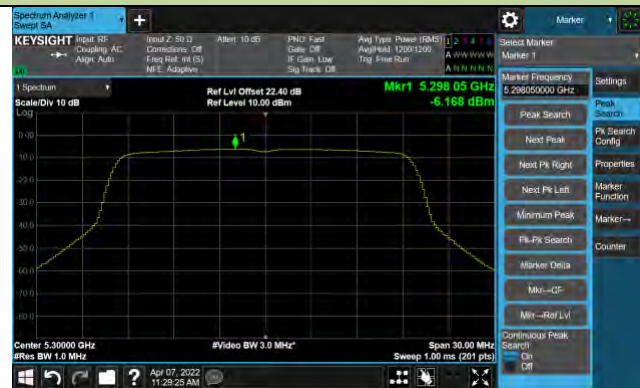 Spectrum Analyzer 1
Swept SA
+
Marker
KEYSIGHT
Input: RF
Coupling: AC
Align: Auto
Input Z: 50 Ω
Corrections: Off
Freq Ref: Int (S)
NFE: Adaptive
Atten: 10 dB
PNO: Fast
Gate: Off
IF Gain: Low
Sig Track: Off
Avg Type: Power (RMS)
Avg|Hold: 1200/1200
Trig: Free Run
A WWWWW
A N N N N N
Select Marker
Marker 1
1 Spectrum
Scale/Div 10 dB
Log
Ref Lvl Offset 22.40 dB
Ref Level 10.00 dBm
Mkr1 5.298 05 GHz
-6.168 dBm
Marker Frequency
5.298050000 GHz
Settings
Peak Search
Peak
Search
Next Peak
Pk Search
Config
Next Pk Right
Properties
Next Pk Left
Marker
Function
Minimum Peak
Marker→
Pk-Pk Search
Counter
Marker Delta
Mkr→CF
Mkr→Ref Lvl
Continuous Peak
Search
On
Off
0.00
-10.0
-20.0
-30.0
-40.0
-50.0
-60.0
-70.0
-80.0
1
Center 5.30000 GHz
#Res BW 1.0 MHz
#Video BW 3.0 MHz*
Span 30.00 MHz
Sweep 1.00 ms (201 pts)
?
Apr 07, 2022
11:29:25 AM